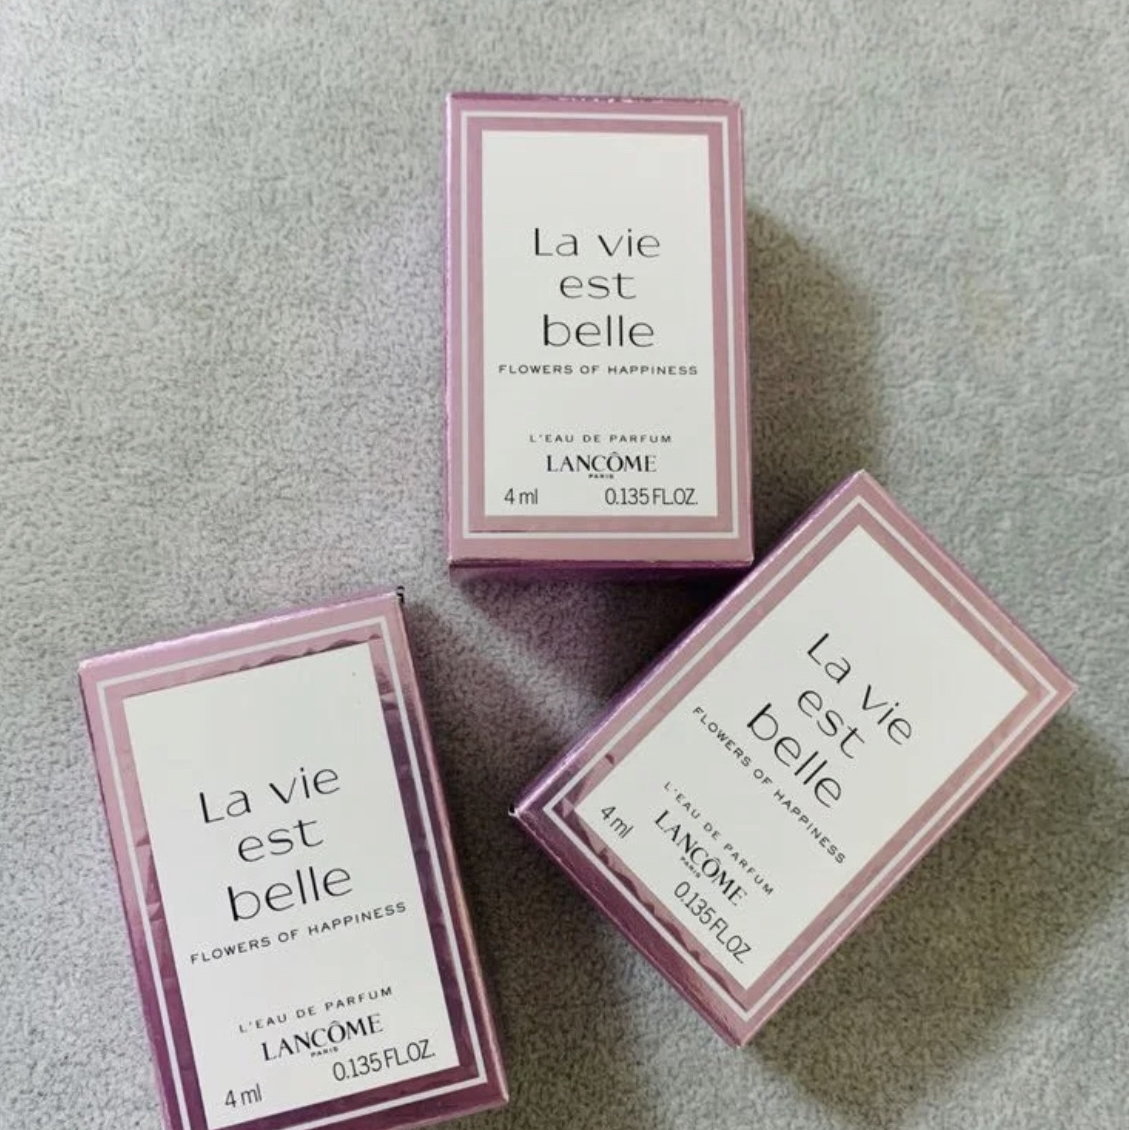 La vie
est
belle
FLOWERS OF HAPPINESS
L'EAU DE PARFUM
LANCÔME
PARIS
4 ml 0.135 FL.OZ.
La vie
est
belle
FLOWERS OF HAPPINESS
L'EAU DE PARFUM
LANCÔME
PARIS
4 ml 0.135 FL.OZ.
La vie
est
belle
FLOWERS OF HAPPINESS
L'EAU DE PARFUM
LANCÔME
PARIS
4 ml 0.135 FL.OZ.